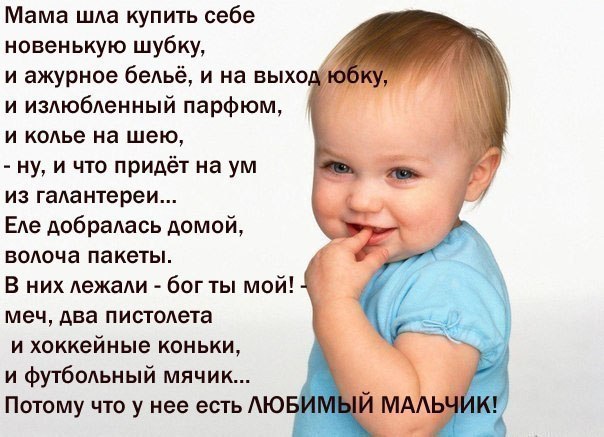 Мама шла купить себе
новенькую шубку,
и ажурное бельё, и на выход юбку,
и излюбленный парфюм,
и колье на шею,
- ну, и что придёт на ум
из галантереи...
Еле добралась домой,
волоча пакеты.
В них лежали - бог ты мой! -
меч, два пистолета
и хоккейные коньки,
и футбольный мячик...
Потому что у нее есть ЛЮБИМЫЙ МАЛЬЧИК!